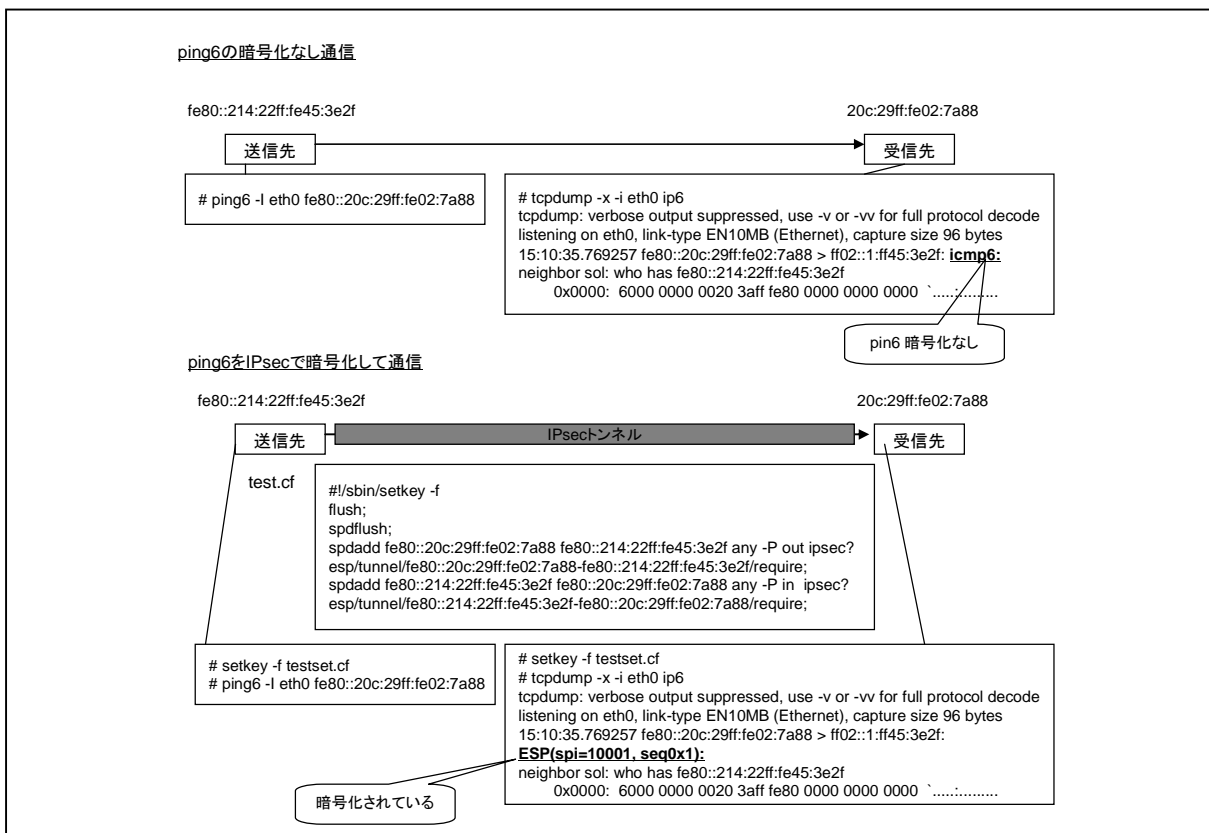 ping6の暗号化なし通信
fe80::214:22ff:fe45:3e2f
20c:29ff:fe02:7a88
送信先
受信先
# ping6 -I eth0 fe80::20c:29ff:fe02:7a88
# tcpdump -x -i eth0 ip6
tcpdump: verbose output suppressed, use -v or -vv for full protocol decode
listening on eth0, link-type EN10MB (Ethernet), capture size 96 bytes
15:10:35.769257 fe80::20c:29ff:fe02:7a88 > ff02::1:ff45:3e2f: icmp6:
neighbor sol: who has fe80::214:22ff:fe45:3e2f
0x0000: 6000 0000 0020 3aff fe80 0000 0000 0000 `.....:.........
pin6 暗号化なし
ping6をIPsecで暗号化して通信
fe80::214:22ff:fe45:3e2f
20c:29ff:fe02:7a88
送信先
IPsecトンネル
受信先
test.cf
#!/sbin/setkey -f
flush;
spdflush;
spdadd fe80::20c:29ff:fe02:7a88 fe80::214:22ff:fe45:3e2f any -P out ipsec?
esp/tunnel/fe80::20c:29ff:fe02:7a88-fe80::214:22ff:fe45:3e2f/require;
spdadd fe80::214:22ff:fe45:3e2f fe80::20c:29ff:fe02:7a88 any -P in ipsec?
esp/tunnel/fe80::214:22ff:fe45:3e2f-fe80::20c:29ff:fe02:7a88/require;
# setkey -f testset.cf
# ping6 -I eth0 fe80::20c:29ff:fe02:7a88
# setkey -f testset.cf
# tcpdump -x -i eth0 ip6
tcpdump: verbose output suppressed, use -v or -vv for full protocol decode
listening on eth0, link-type EN10MB (Ethernet), capture size 96 bytes
15:10:35.769257 fe80::20c:29ff:fe02:7a88 > ff02::1:ff45:3e2f:
ESP(spi=10001, seq0x1):
neighbor sol: who has fe80::214:22ff:fe45:3e2f
0x0000: 6000 0000 0020 3aff fe80 0000 0000 0000 `.....:.........
暗号化されている